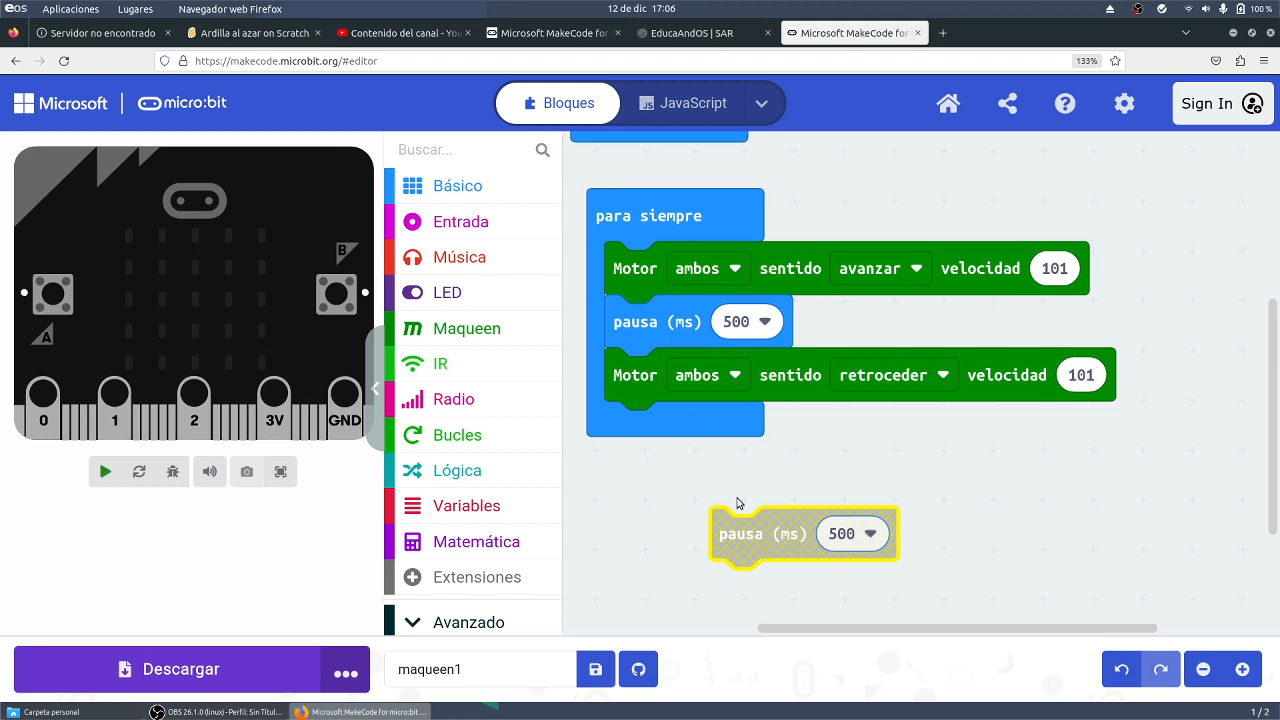 eos Aplicaciones Lugares Navegador web Firefox 12 de dic 17:06 100 %
Servidor no encontrado Ardilla al azar on Scratch Contenido del canal - You Microsoft MakeCode for EducaAndOS | SAR Microsoft MakeCode for
https://makecode.microbit.org/#editor 133%
Microsoft micro:bit Bloques JS JavaScript Sign In
Buscar...
Básico
Entrada
Música
LED
Maqueen
IR
Radio
Bucles
Lógica
Variables
Matemática
Extensiones
Avanzado
A
B
0 1 2 3V GND
para siempre
Motor ambos sentido avanzar velocidad 101
pausa (ms) 500
Motor ambos sentido retroceder velocidad 101
pausa (ms) 500
Descargar ... maqueen1
Carpeta personal OBS 26.1.0 (linux) - Perfil: Sin Titul... Microsoft MakeCode for micro:bit ... 1 / 2